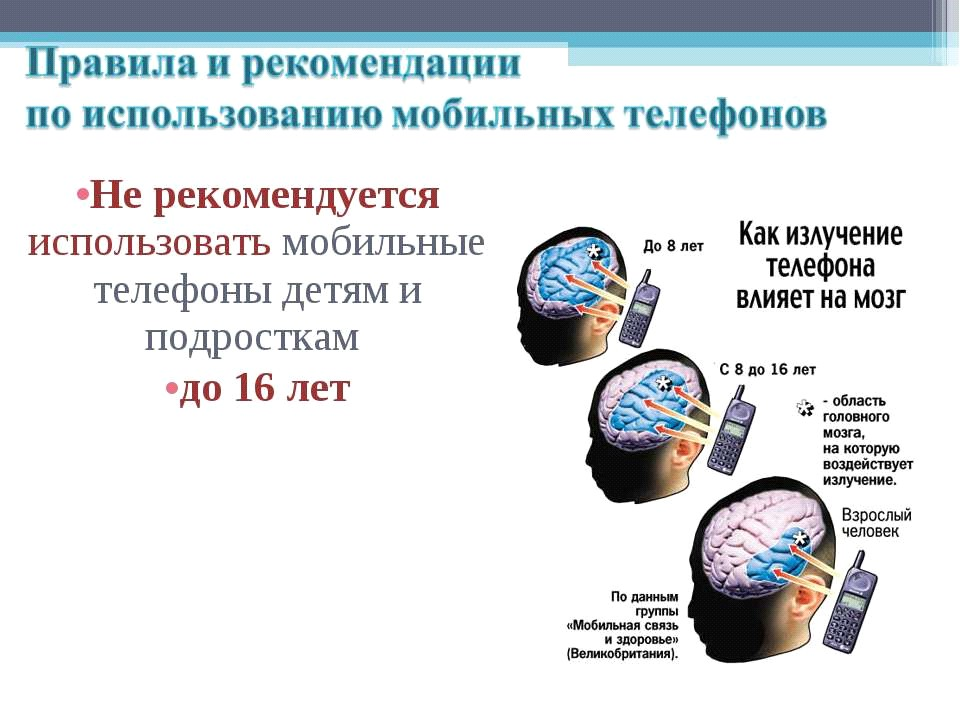 Правила и рекомендации
по использованию мобильных телефонов
•Не рекомендуется
использовать мобильные
телефоны детям и
подросткам
•до 16 лет
Как излучение
телефона
влияет на мозг
До 8 лет
С 8 до 16 лет
* - область
головного
мозга,
на которую
воздействует
излучение.
Взрослый
человек
По данным
группы
«Мобильная связь
и здоровье»
(Великобритания).